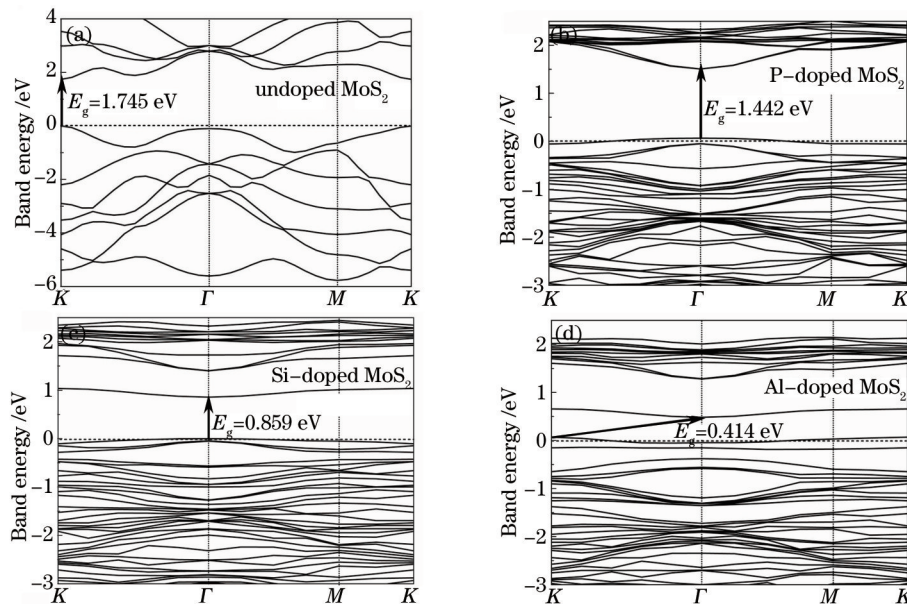 (a)
4
2
0
−2
−4
−6
Band energy /eV
undoped MoS2
Eg=1.745 eV
K Γ M K
(b)
2
1
0
−1
−2
−3
Band energy /eV
P-doped MoS2
Eg=1.442 eV
K Γ M K
(c)
2
1
0
−1
−2
−3
Band energy /eV
Si-doped MoS2
Eg=0.859 eV
K Γ M K
(d)
2
1
0
−1
−2
−3
Band energy /eV
Al-doped MoS2
Eg=0.414 eV
K Γ M K